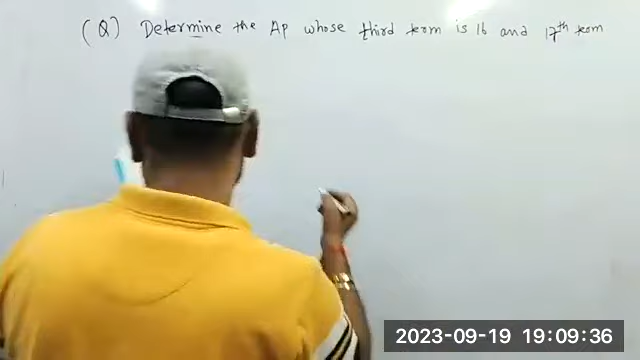 (Q) Determine the Ap whose third term is 16 and 17th term
2023-09-19 19:09:36